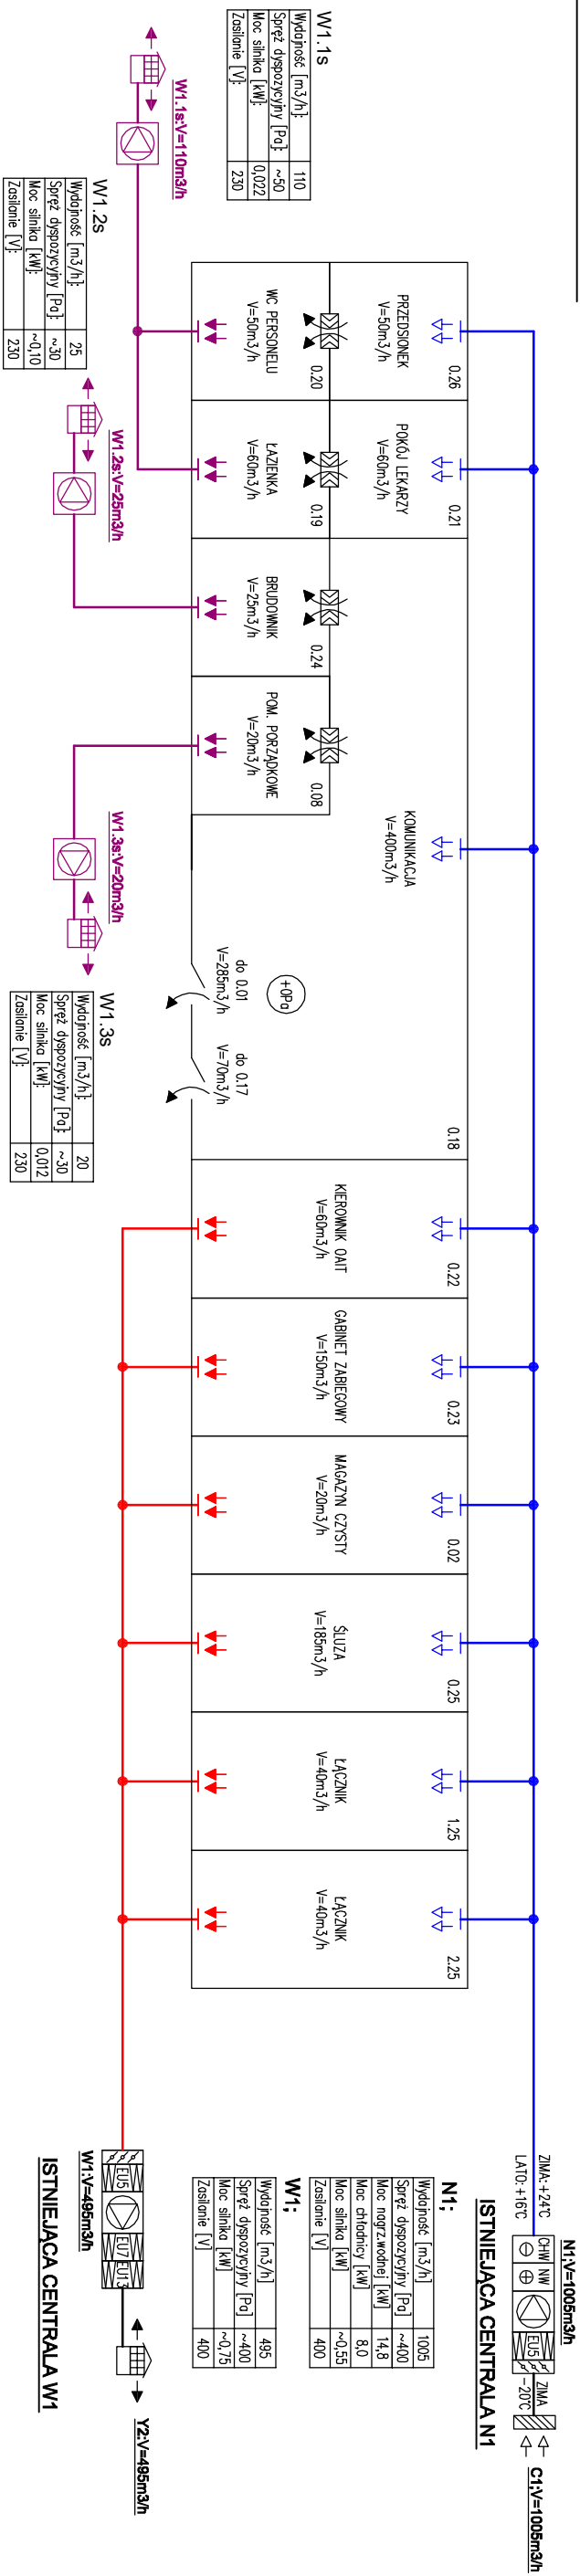 W1.1s
Wydajność [m3/h]: 110
Spręż dyspozycyjny [Pa]: ~50
Moc silnika [kW]: 0,022
Zasilanie [V]: 230
W1.1s:V=110m3/h
W1.2s
Wydajność [m3/h]: 25
Spręż dyspozycyjny [Pa]: ~30
Moc silnika [kW]: ~0,10
Zasilanie [V]: 230
W1.2s:V=25m3/h
W1.3s:V=20m3/h
W1.3s
Wydajność [m3/h]: 20
Spręż dyspozycyjny [Pa]: ~30
Moc silnika [kW]: 0,012
Zasilanie [V]: 230
PRZEDSIONEK
V=50m3/h
0.26
WC PERSONELU
V=50m3/h
0.20
POKÓJ LEKARZY
V=60m3/h
0.21
ŁAZIENKA
V=60m3/h
0.19
BRUDOWNIK
V=25m3/h
0.24
POM. PORZĄDKOWE
V=20m3/h
0.08
KOMUNIKACJA
V=400m3/h
0.18
+0Pa
do 0.01
V=285m3/h
do 0.17
V=70m3/h
KIEROWNIK OAIT
V=60m3/h
0.22
GABINET ZABIEGOWY
V=150m3/h
0.23
MAGAZYN CZYSTY
V=20m3/h
0.02
ŚLUZA
V=185m3/h
0.25
ŁĄCZNIK
V=40m3/h
1.25
ŁĄCZNIK
V=40m3/h
2.25
ZIMA: +24°C
LATO: +16°C
N1;V=1005m3/h
CHW NW EU5
ZIMA
-20°C
C1;V=1005m3/h
ISTNIEJĄCA CENTRALA N1
N1;
Wydajność [m3/h] 1005
Spręż dyspozycyjny [Pa] ~400
Moc nagrz.wodnej [kW] 14,8
Moc chłodnicy [kW] 8,0
Moc silnika [kW] ~0,55
Zasilanie [V] 400
W1;
Wydajność [m3/h] 495
Spręż dyspozycyjny [Pa] ~400
Moc silnika [kW] ~0,75
Zasilanie [V] 400
EU5 EU7 EU13
W1:V=495m3/h
Y2:V=495m3/h
ISTNIEJĄCA CENTRALA W1